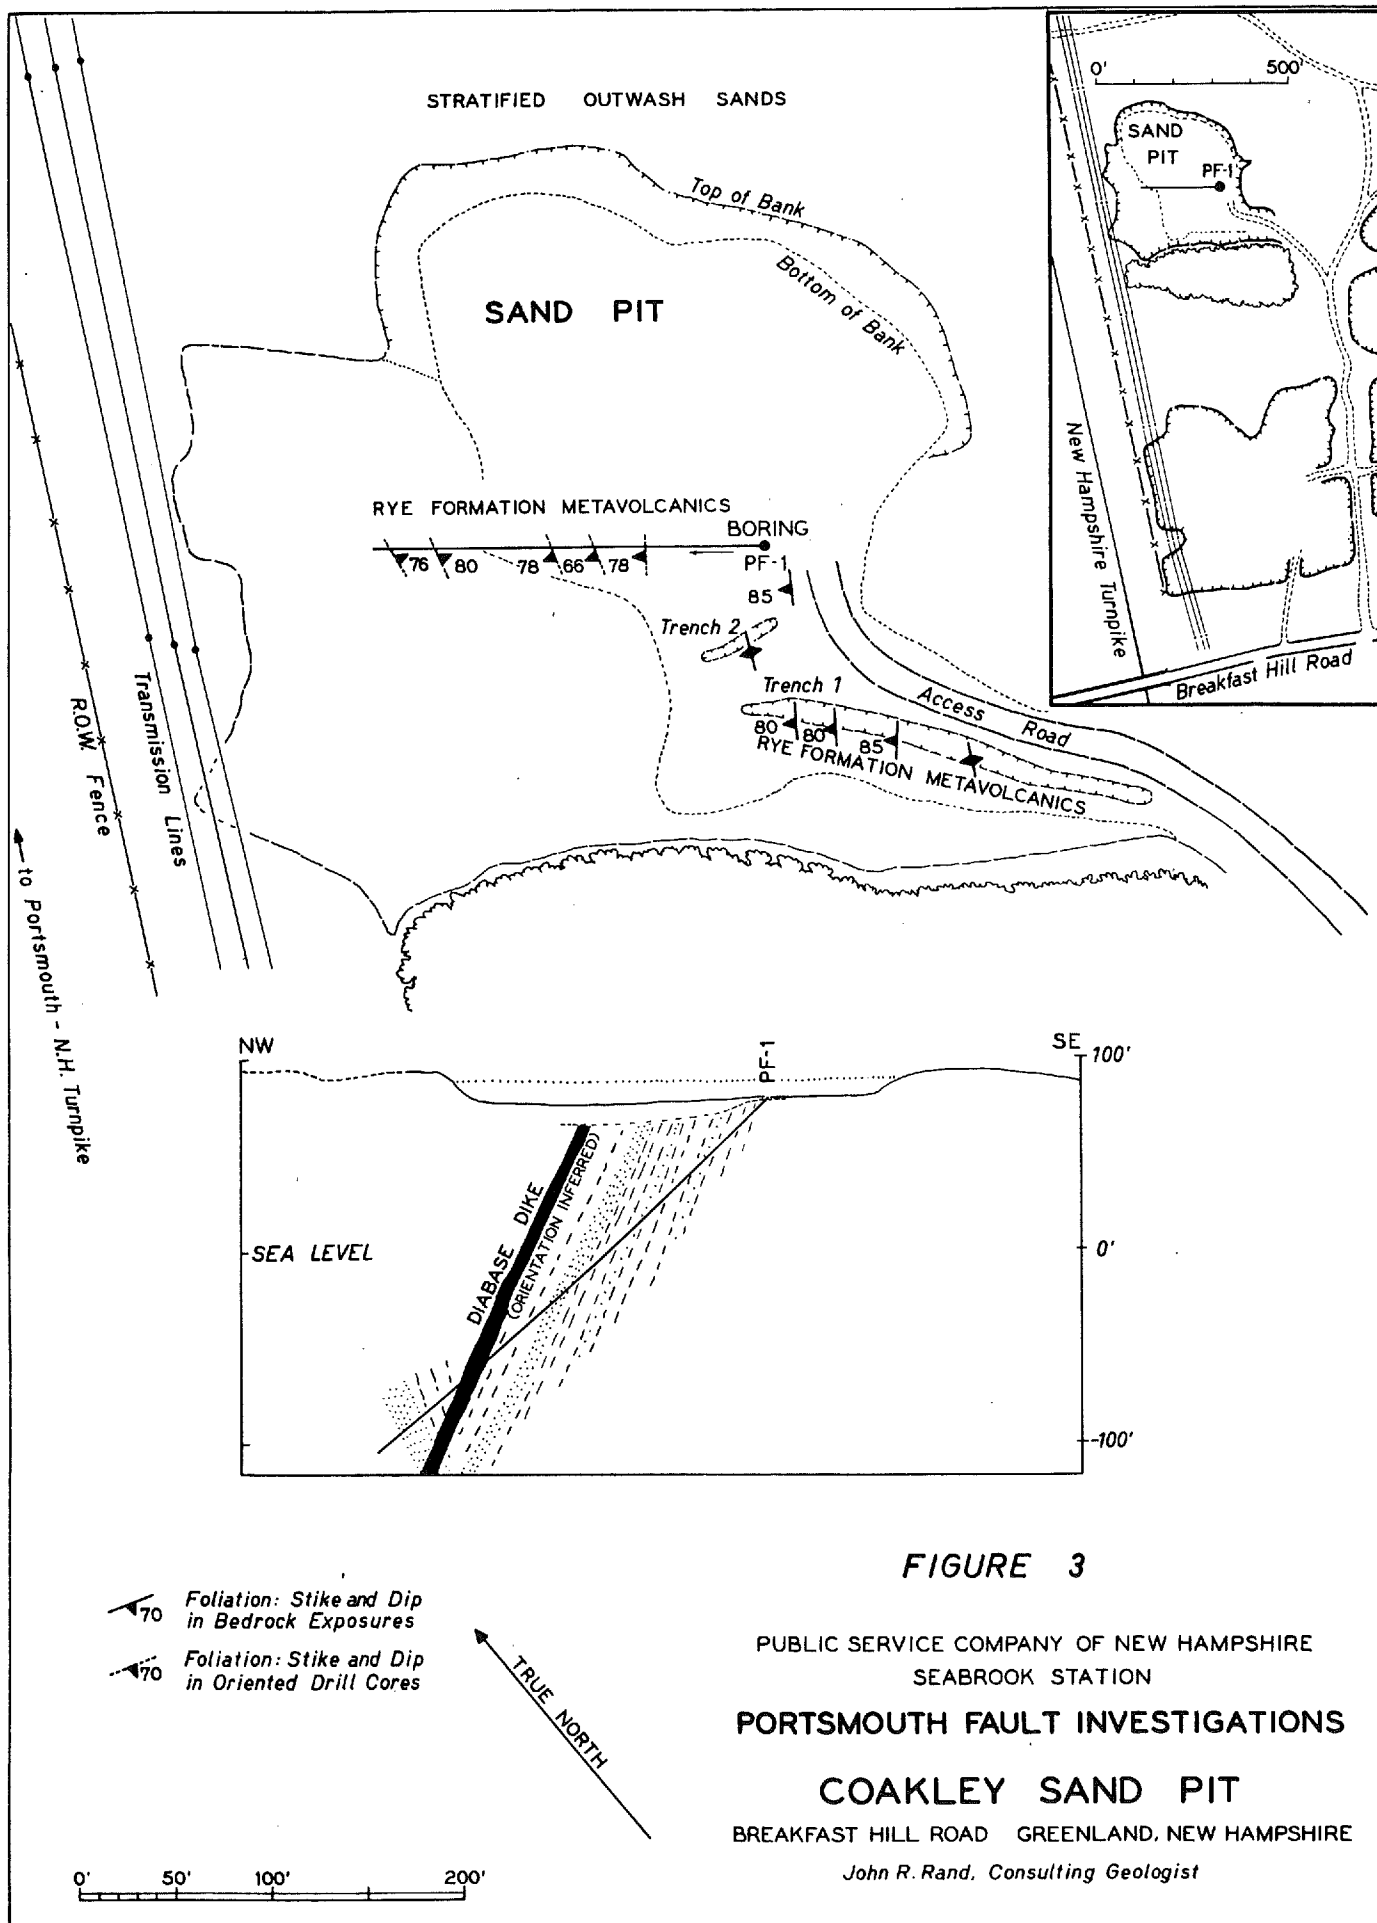 STRATIFIED OUTWASH SANDS
Top of Bank
Bottom of Bank
SAND PIT
0' 500'
SAND
PIT
PF-1
New Hampshire Turnpike
Breakfast Hill Road
RYE FORMATION METAVOLCANICS
BORING
PF-1
76 80 78 66 78
85
Trench 2
Trench 1
80 80 85
RYE FORMATION METAVOLCANICS
Access Road
Transmission Lines
R.O.W. Fence
to Portsmouth - N.H. Turnpike
NW
PF-1
SE
100'
SEA LEVEL
0'
-100'
DIABASE DIKE
(ORIENTATION INFERRED)
FIGURE 3
70 Foliation: Stike and Dip
in Bedrock Exposures
70 Foliation: Stike and Dip
in Oriented Drill Cores
TRUE NORTH
PUBLIC SERVICE COMPANY OF NEW HAMPSHIRE
SEABROOK STATION
PORTSMOUTH FAULT INVESTIGATIONS
COAKLEY SAND PIT
BREAKFAST HILL ROAD GREENLAND, NEW HAMPSHIRE
John R. Rand, Consulting Geologist
0' 50' 100' 200'